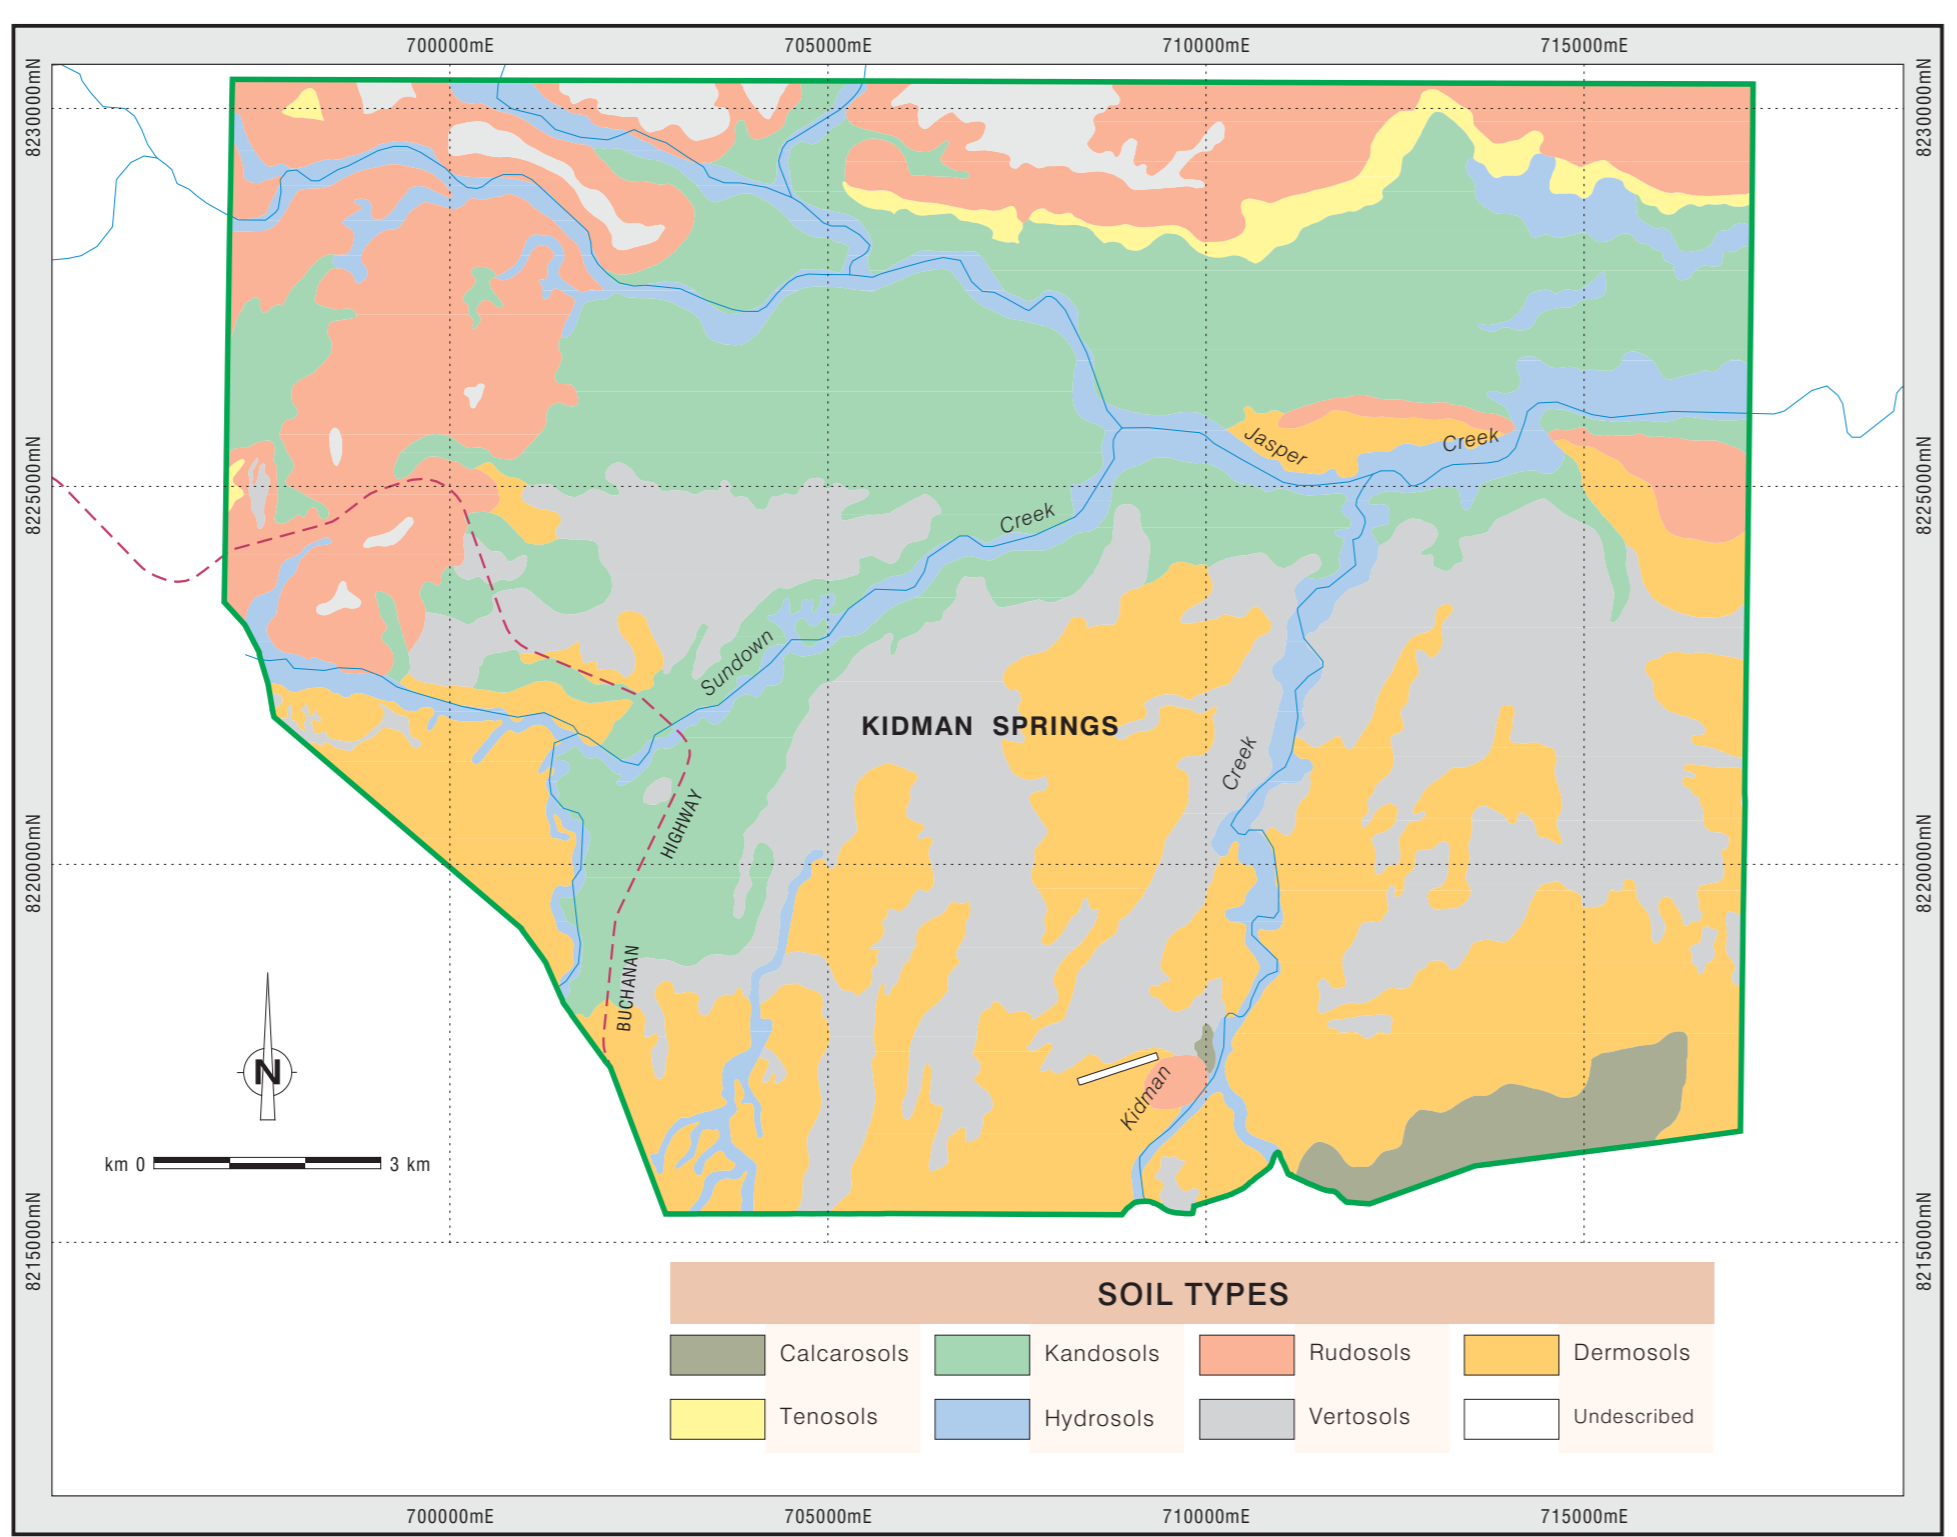 700000mE 705000mE 710000mE 715000mE
8230000mN 8230000mN
Jasper
Creek
8225000mN 8225000mN
Creek
Sundown
KIDMAN SPRINGS
Creek
HIGHWAY
8220000mN 8220000mN
BUCHANAN
N
Kidman
km 0 3 km
8215000mN 8215000mN
SOIL TYPES
Calcarosols Kandosols Rudosols Dermosols
Tenosols Hydrosols Vertosols Undescribed
700000mE 705000mE 710000mE 715000mE